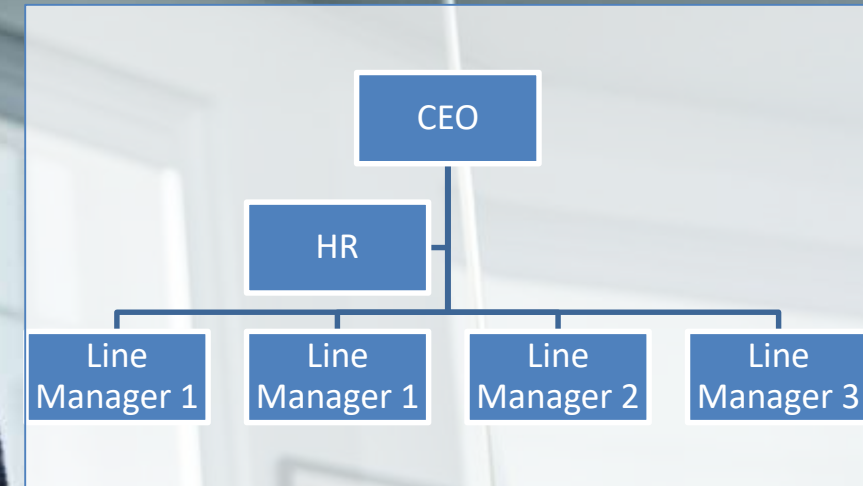 CEO
HR
Line
Manager 1
Line
Manager 1
Line
Manager 2
Line
Manager 3